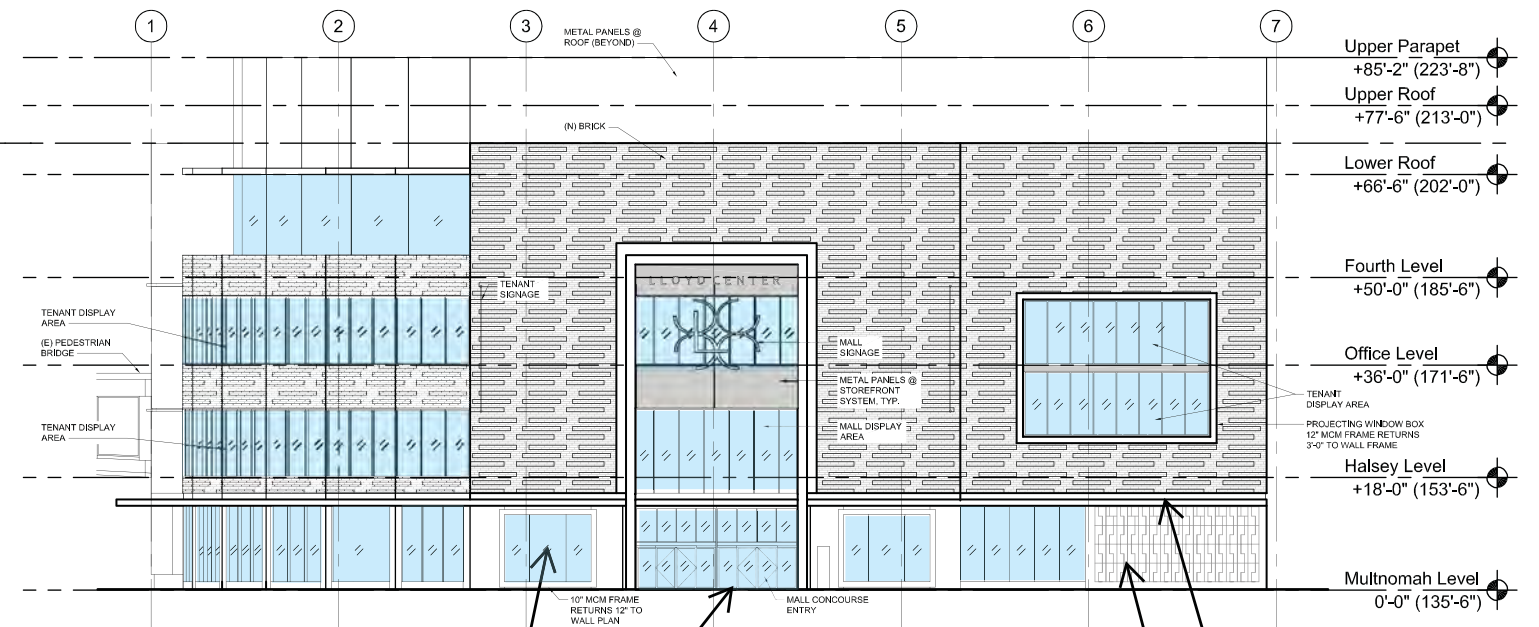 1
2
3
4
5
6
7
METAL PANELS @
ROOF (BEYOND)
Upper Parapet
+85'-2" (223'-8")
Upper Roof
+77'-6" (213'-0")
(N) BRICK
Lower Roof
+66'-6" (202'-0")
Fourth Level
+50'-0" (185'-6")
LLOYD CENTER
TENANT
SIGNAGE
TENANT DISPLAY
AREA
(E) PEDESTRIAN
BRIDGE
MALL
SIGNAGE
Office Level
+36'-0" (171'-6")
METAL PANELS @
STOREFRONT
SYSTEM, TYP.
TENANT
DISPLAY AREA
TENANT DISPLAY
AREA
MALL DISPLAY
AREA
PROJECTING WINDOW BOX
12" MCM FRAME RETURNS
3'-0" TO WALL FRAME
Halsey Level
+18'-0" (153'-6")
Multnomah Level
0'-0" (135'-6")
10" MCM FRAME
RETURNS 12" TO
WALL PLAN
MALL CONCOURSE
ENTRY